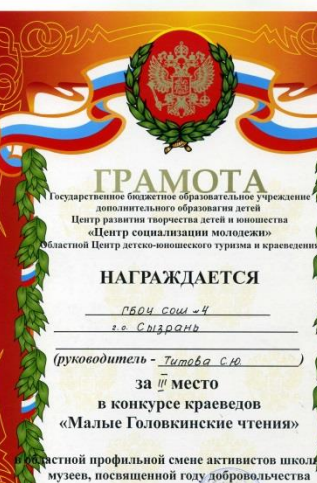 ГРАМОТА
Государственное бюджетное образовательное учреждение
дополнительного образования детей
Центр развития творчества детей и юношества
«Центр социализации молодежи»
Областной Центр детско-юношеского туризма и краеведения
НАГРАЖДАЕТСЯ
ГБОУ СОШ №4
г.о. Сызрань
(руководитель - Титова С.Ю. )
за III место
в конкурсе краеведов
«Малые Головкинские чтения»
в областной профильной смене активистов
музеев, посвященной году добровольчества